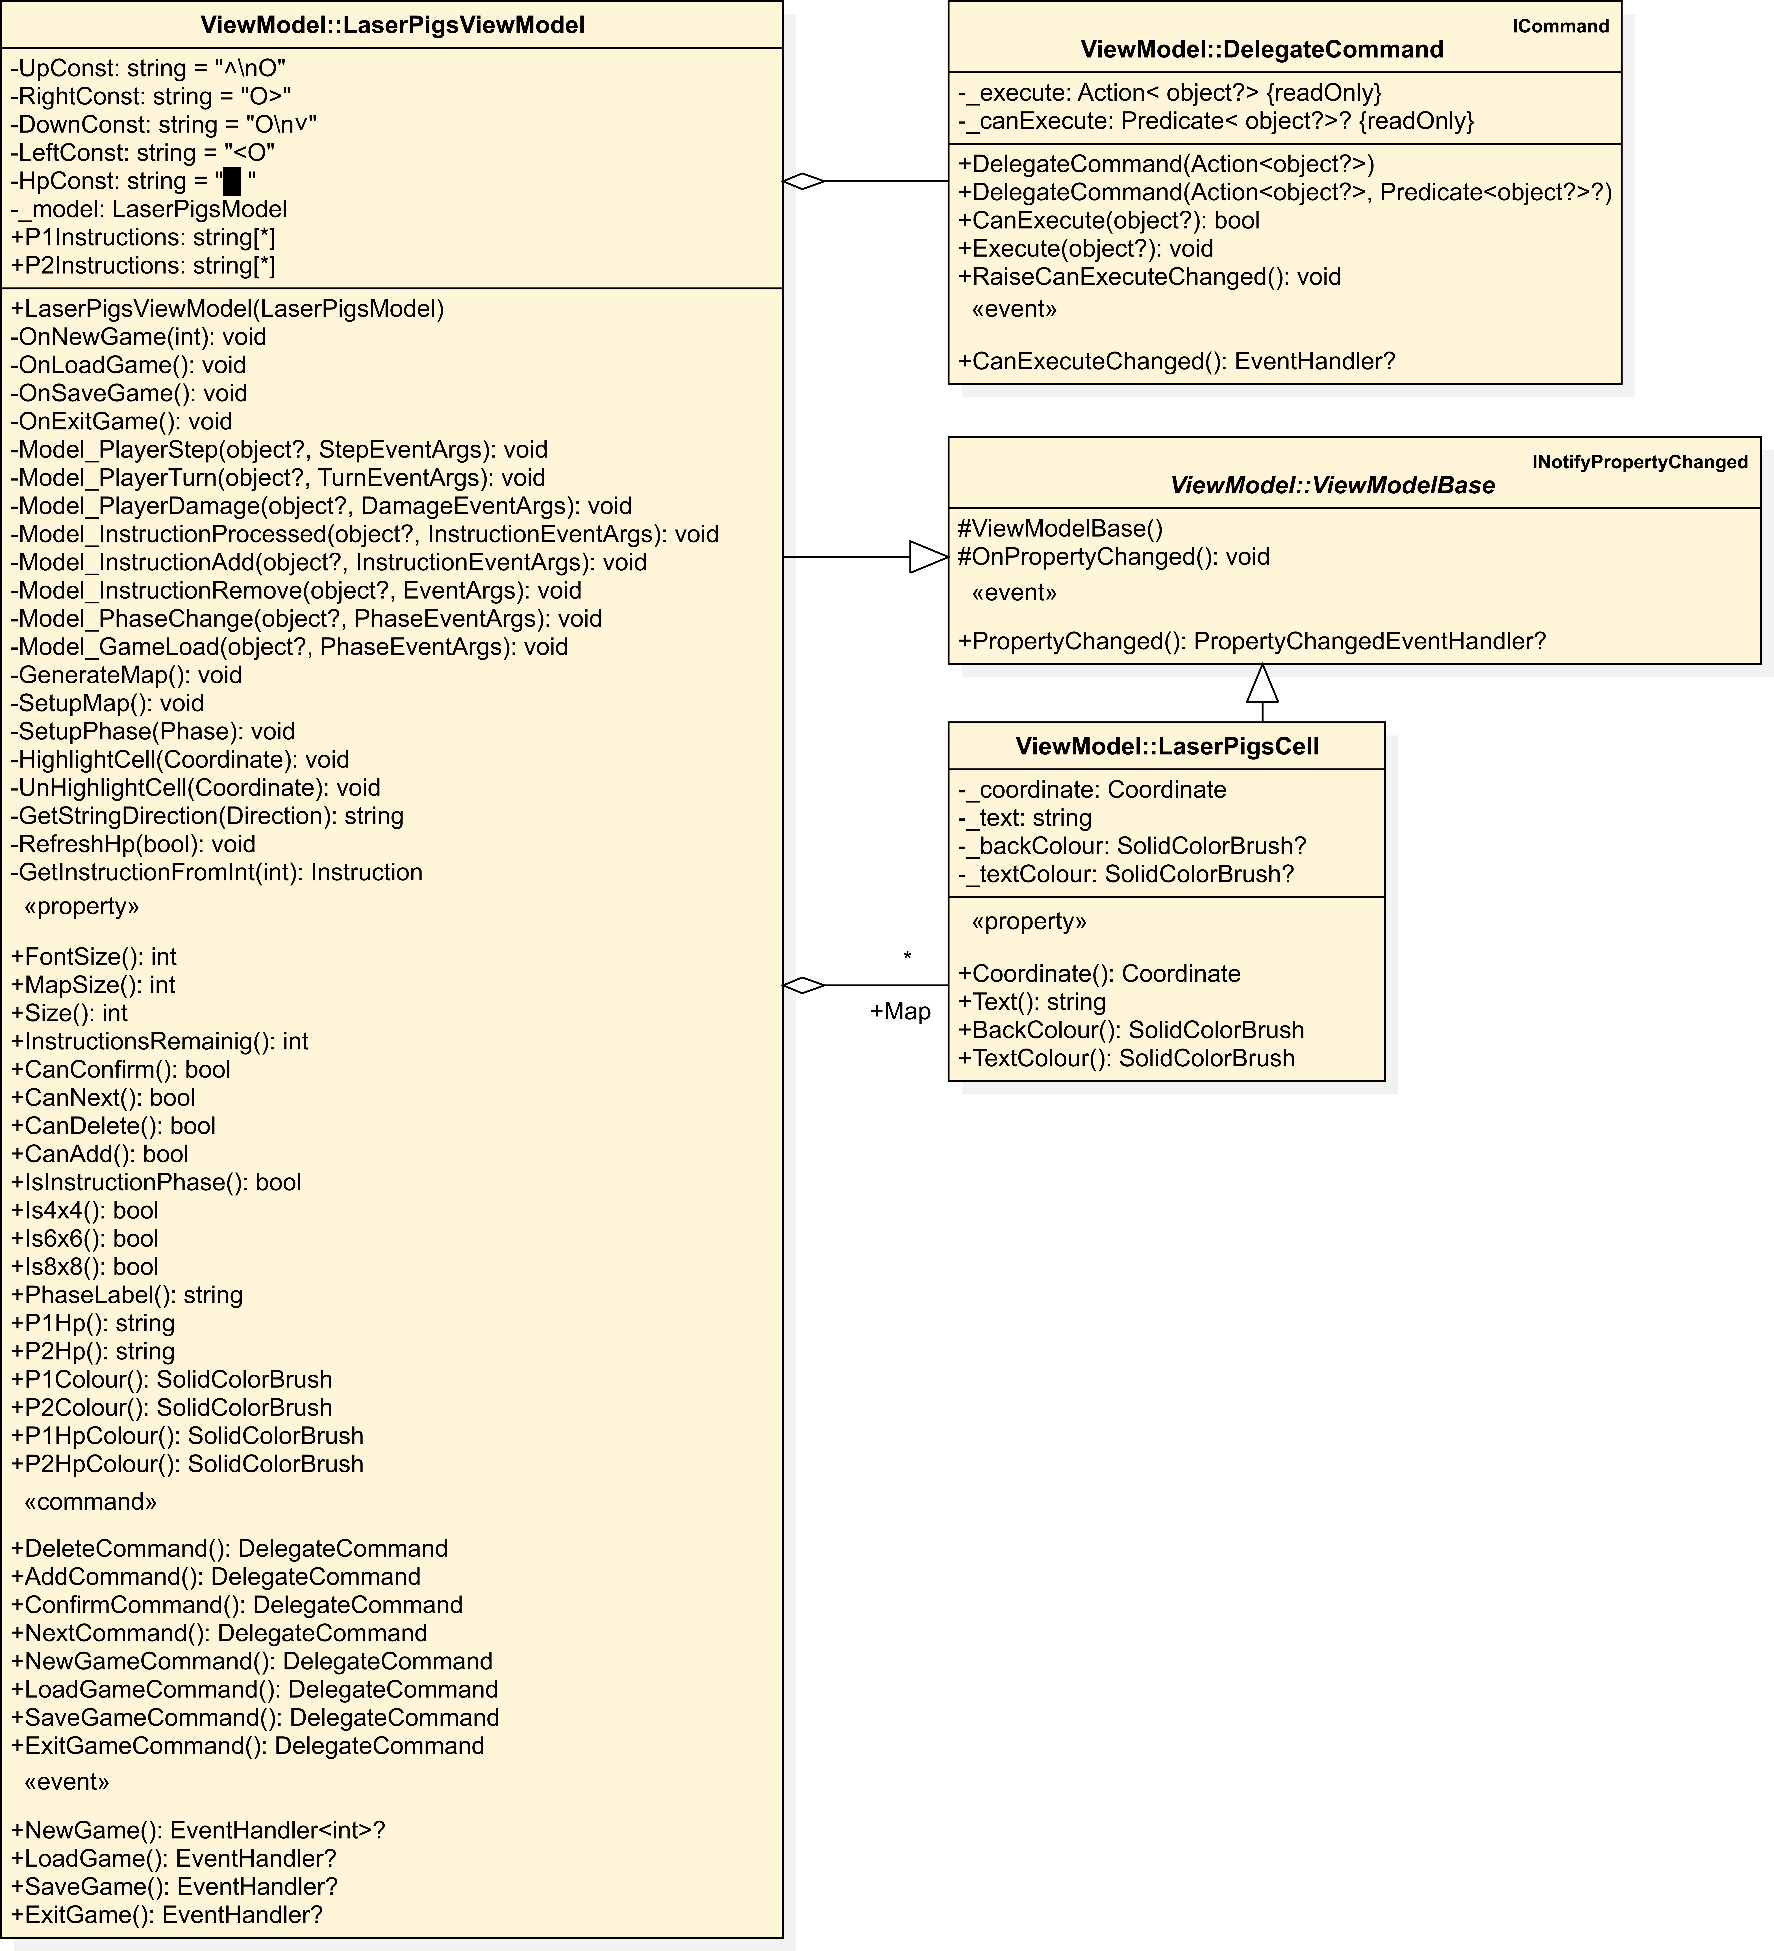 ViewModel::LaserPigsViewModel
-UpConst: string = "^\nO"
-RightConst: string = "O>"
-DownConst: string = "O\n˅"
-LeftConst: string = "<O"
-HpConst: string = "█ "
-_model: LaserPigsModel
+P1Instructions: string[*]
+P2Instructions: string[*]
+LaserPigsViewModel(LaserPigsModel)
-OnNewGame(int): void
-OnLoadGame(): void
-OnSaveGame(): void
-OnExitGame(): void
-Model_PlayerStep(object?, StepEventArgs): void
-Model_PlayerTurn(object?, TurnEventArgs): void
-Model_PlayerDamage(object?, DamageEventArgs): void
-Model_InstructionProcessed(object?, InstructionEventArgs): void
-Model_InstructionAdd(object?, InstructionEventArgs): void
-Model_InstructionRemove(object?, EventArgs): void
-Model_PhaseChange(object?, PhaseEventArgs): void
-Model_GameLoad(object?, PhaseEventArgs): void
-GenerateMap(): void
-SetupMap(): void
-SetupPhase(Phase): void
-HighlightCell(Coordinate): void
-UnHighlightCell(Coordinate): void
-GetStringDirection(Direction): string
-RefreshHp(bool): void
-GetInstructionFromInt(int): Instruction
«property»
+FontSize(): int
+MapSize(): int
+Size(): int
+InstructionsRemainig(): int
+CanConfirm(): bool
+CanNext(): bool
+CanDelete(): bool
+CanAdd(): bool
+IsInstructionPhase(): bool
+Is4x4(): bool
+Is6x6(): bool
+Is8x8(): bool
+PhaseLabel(): string
+P1Hp(): string
+P2Hp(): string
+P1Colour(): SolidColorBrush
+P2Colour(): SolidColorBrush
+P1HpColour(): SolidColorBrush
+P2HpColour(): SolidColorBrush
«command»
+DeleteCommand(): DelegateCommand
+AddCommand(): DelegateCommand
+ConfirmCommand(): DelegateCommand
+NextCommand(): DelegateCommand
+NewGameCommand(): DelegateCommand
+LoadGameCommand(): DelegateCommand
+SaveGameCommand(): DelegateCommand
+ExitGameCommand(): DelegateCommand
«event»
+NewGame(): EventHandler<int>?
+LoadGame(): EventHandler?
+SaveGame(): EventHandler?
+ExitGame(): EventHandler?
ICommand
ViewModel::DelegateCommand
-_execute: Action< object?> {readOnly}
-_canExecute: Predicate< object?>? {readOnly}
+DelegateCommand(Action<object?>)
+DelegateCommand(Action<object?>, Predicate<object?>?)
+CanExecute(object?): bool
+Execute(object?): void
+RaiseCanExecuteChanged(): void
«event»
+CanExecuteChanged(): EventHandler?
INotifyPropertyChanged
ViewModel::ViewModelBase
#ViewModelBase()
#OnPropertyChanged(): void
«event»
+PropertyChanged(): PropertyChangedEventHandler?
ViewModel::LaserPigsCell
-_coordinate: Coordinate
-_text: string
-_backColour: SolidColorBrush?
-_textColour: SolidColorBrush?
«property»
+Coordinate(): Coordinate
+Text(): string
+BackColour(): SolidColorBrush
+TextColour(): SolidColorBrush
*
+Map